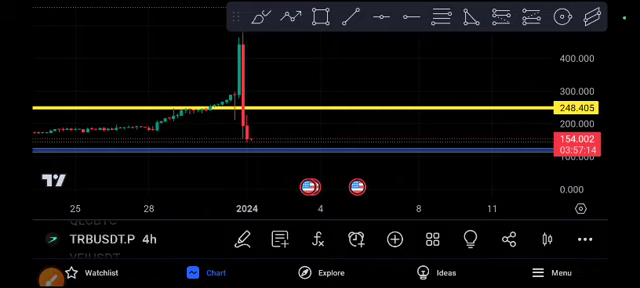 400.000
300.000
248.405
200.000
154.002
03:57:14
100.000
0.000
25 28 2024 4 8 11
TRBUSDT.P 4h
Watchlist Chart Explore Ideas Menu